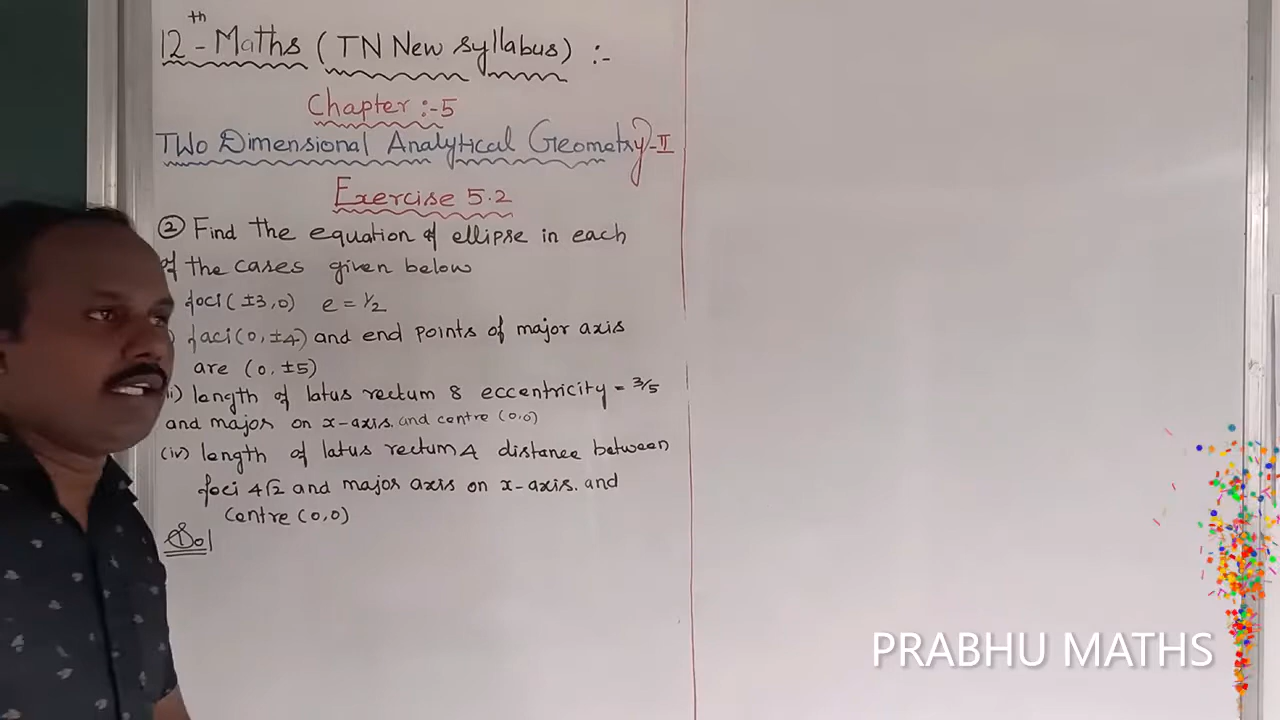 12th - Maths (TN New Syllabus) :-
Chapter :- 5
TWo Dimensional Analytical Geometry - II
Exercise 5.2
② Find the equation of ellipse in each
of the cases given below
foci (±3,0) e = 1/2
) foci (0, ±4) and end points of major axis
are (0, ±5)
ii) length of latus rectum 8 eccentricity = 3/5
and major on x-axis. and centre (0,0)
(iv) length of latus rectum 4 distance between
foci 4√2 and major axis on x-axis. and
centre (0,0)
Sol
PRABHU MATHS